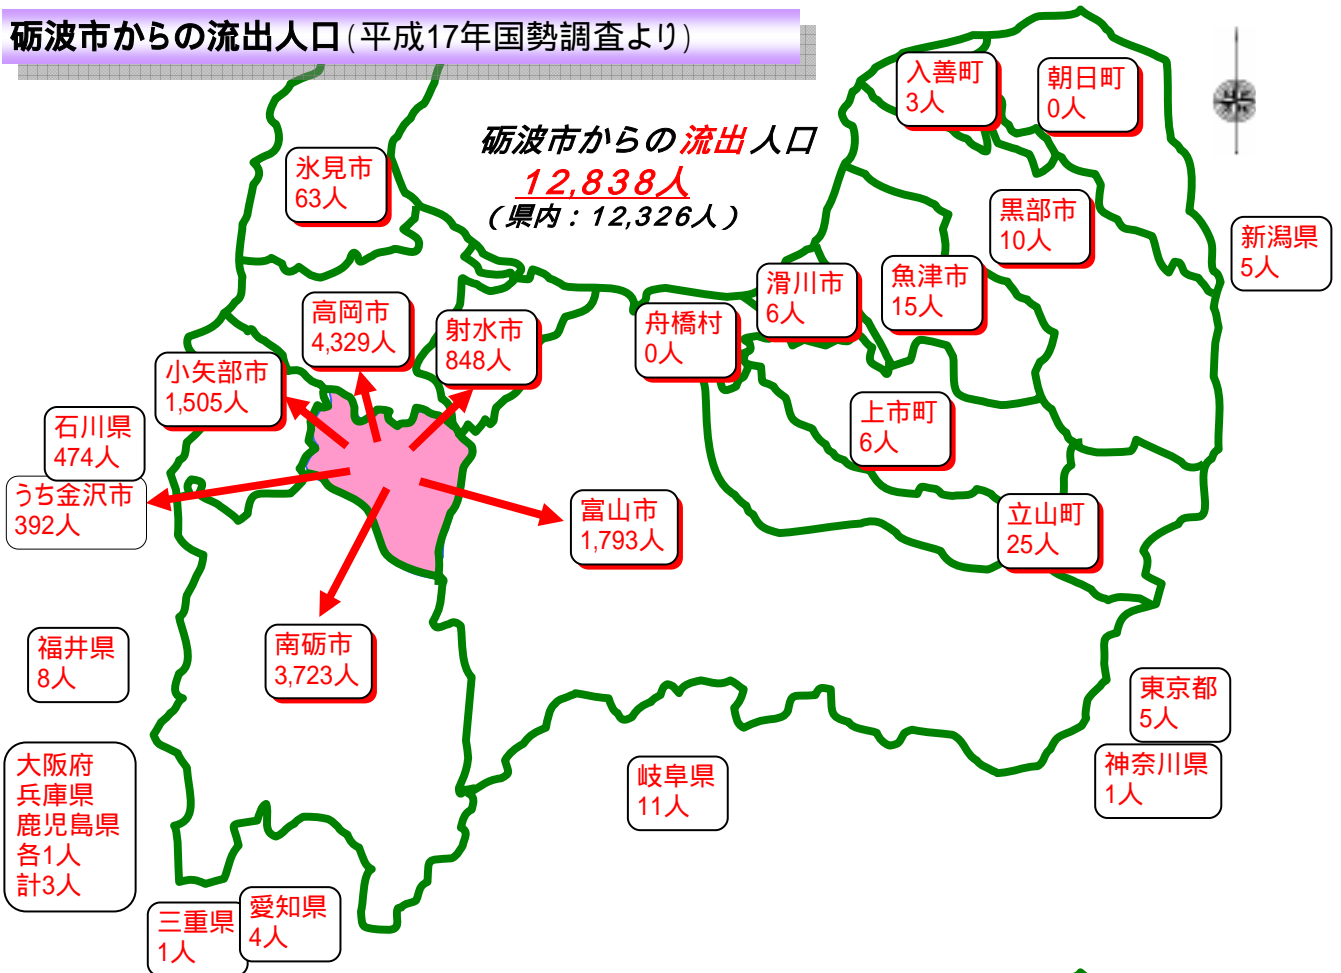 砺波市からの流出人口(平成17年国勢調査より)
砺波市からの流出人口
12,838人
(県内:12,326人)
入善町
3人
朝日町
0人
氷見市
63人
黒部市
10人
新潟県
5人
魚津市
15人
滑川市
6人
高岡市
4,329人
射水市
848人
舟橋村
0人
小矢部市
1,505人
石川県
474人
うち金沢市
392人
上市町
6人
富山市
1,793人
立山町
25人
福井県
8人
南砺市
3,723人
東京都
5人
神奈川県
1人
岐阜県
11人
大阪府
兵庫県
鹿児島県
各1人
計3人
三重県
1人
愛知県
4人